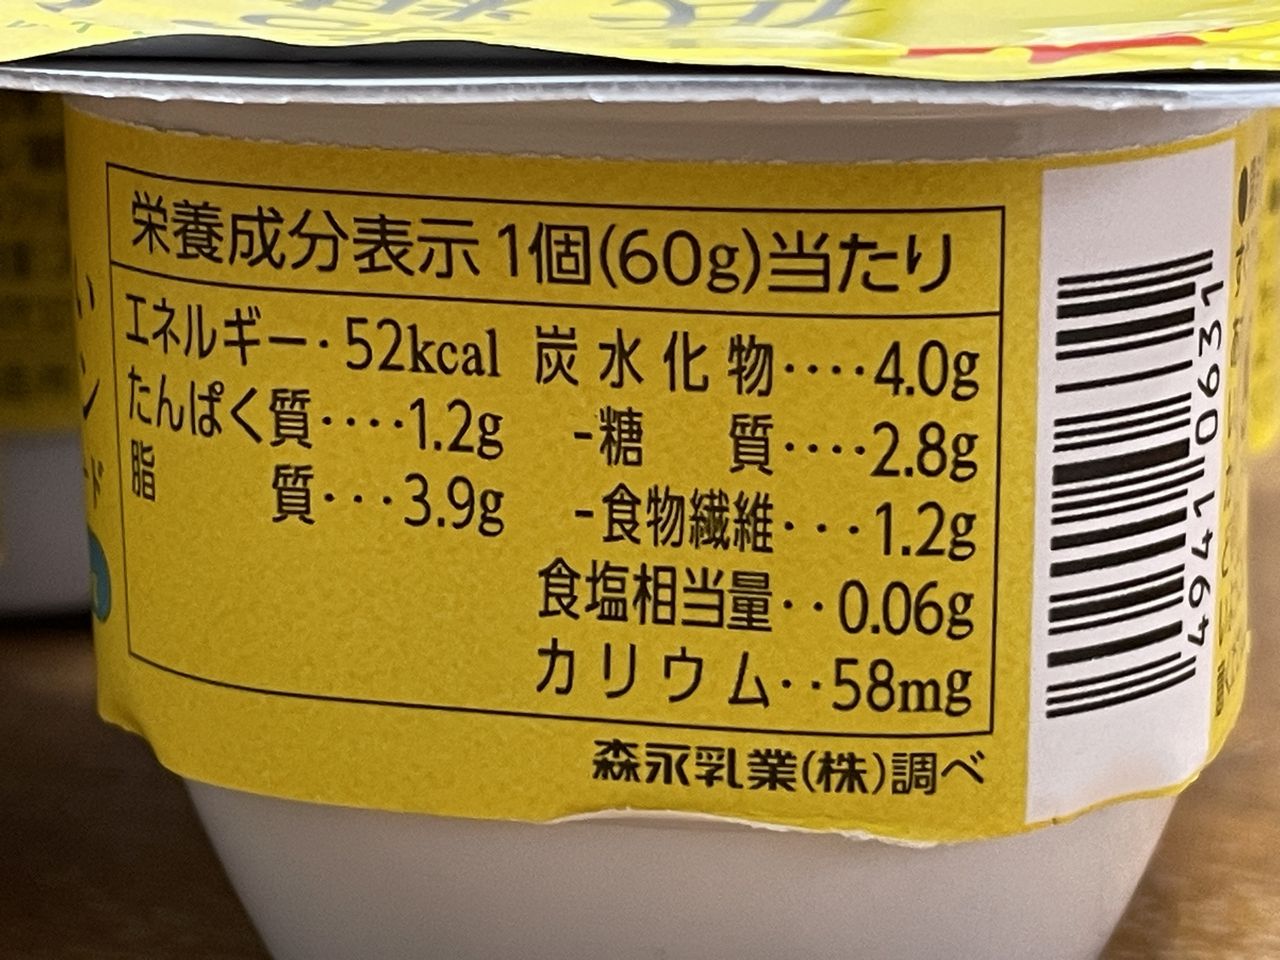 栄養成分表示 1個(60g)当たり
エネルギー・52kcal
たんぱく質‥‥1.2g
脂質‥・3.9g
炭水化物‥‥4.0g
-糖質‥‥2.8g
-食物繊維‥・1.2g
食塩相当量‥0.06g
カリウム‥58mg
森永乳業(株)調べ
49410631